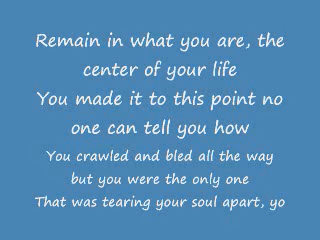 Remain in what you are, the
center of your life
You made it to this point no
one can tell you how
You crawled and bled all the way
but you were the only one
That was tearing your soul apart, yo